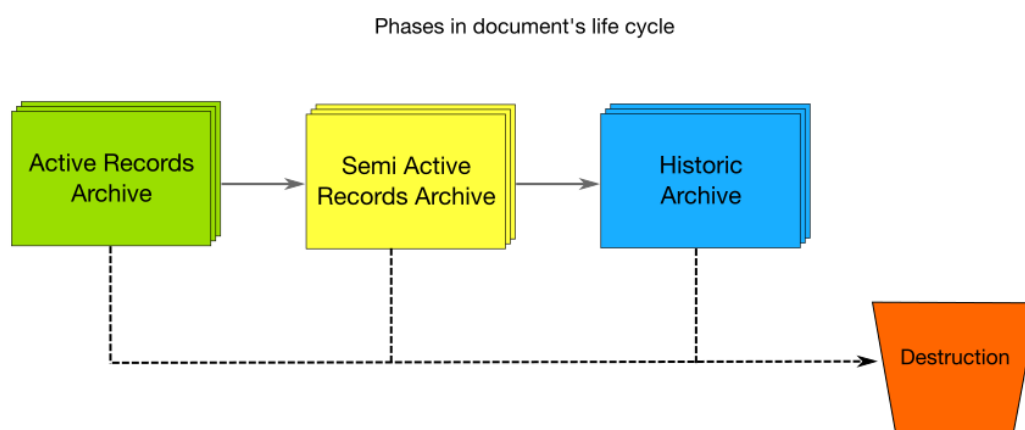 Phases in document's life cycle
Active Records
Archive
Semi Active
Records Archive
Historic
Archive
Destruction